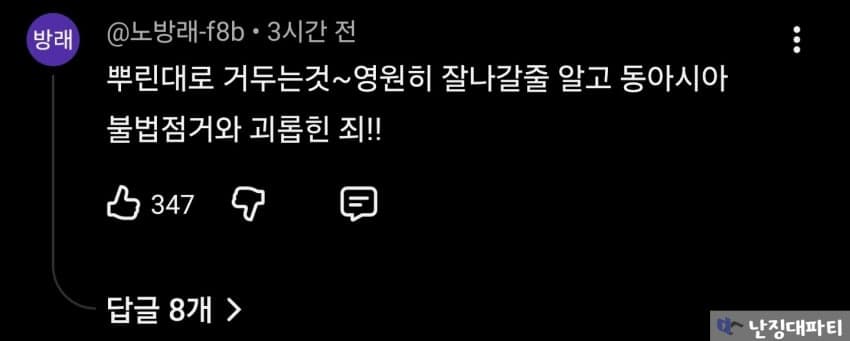 방래
@노방래-f8b • 3시간 전
뿌린대로 거두는것~영원히 잘나갈줄 알고 동아시아
불법점거와 괴롭힌 죄!!
347
답글 8개
난징대파티